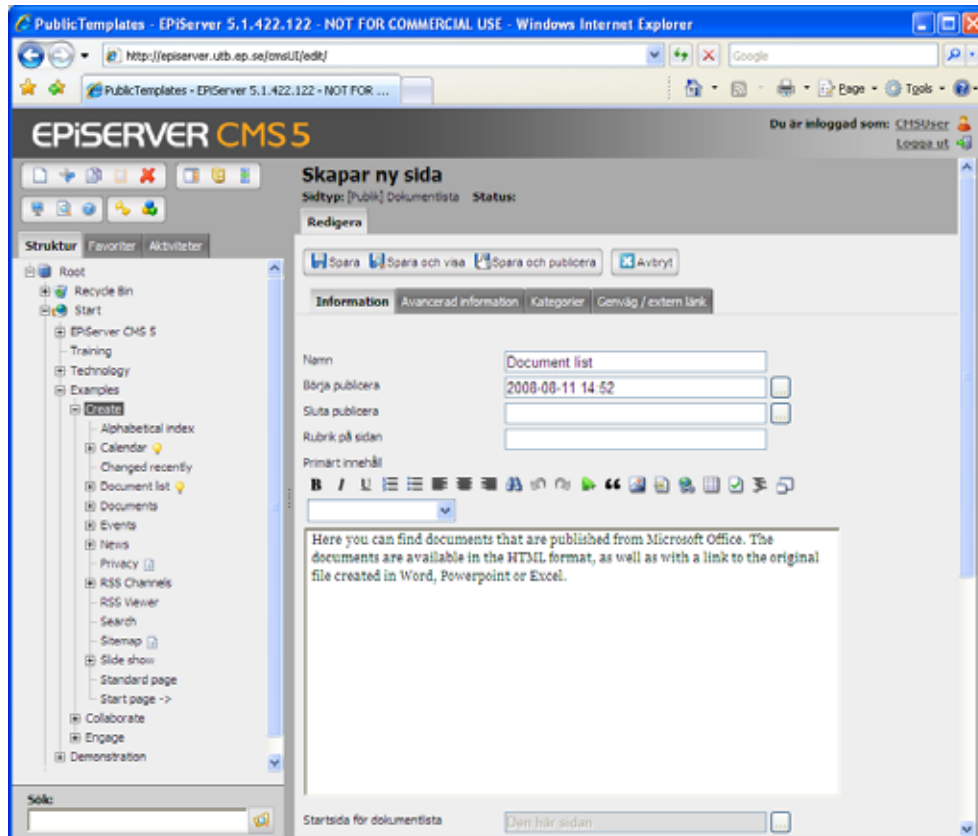 PublicTemplates - EPiServer 5.1.422.122 - NOT FOR COMMERCIAL USE - Windows Internet Explorer
http://episerver.utb.ep.se/cmsUI/edit/
Google
PublicTemplates - EPiServer 5.1.422.122 - NOT FOR ...
Page
Tools
EPiSERVER CMS 5
Du är inloggad som: CMSUser
Logga ut
Struktur Favoriter Aktiviteter
Root
Recycle Bin
Start
EPiServer CMS 5
Training
Technology
Examples
Create
Alphabetical index
Calendar
Changed recently
Document list
Documents
Events
News
Privacy
RSS Channels
RSS Viewer
Search
Sitemap
Slide show
Standard page
Start page ->
Collaborate
Engage
Demonstration
Sök:
Skapar ny sida
Sidtyp: [Publik] Dokumentlista Status:
Redigera
Spara Spara och visa Spara och publicera Avbryt
Information Avancerad information Kategorier Genväg / extern länk
Namn Document list
Börja publicera 2008-08-11 14:52
Sluta publicera
Rubrik på sidan
Primärt innehåll
B I U
Here you can find documents that are published from Microsoft Office. The
documents are available in the HTML format, as well as with a link to the original
file created in Word, Powerpoint or Excel.
Startsida för dokumentlista Den här sidan